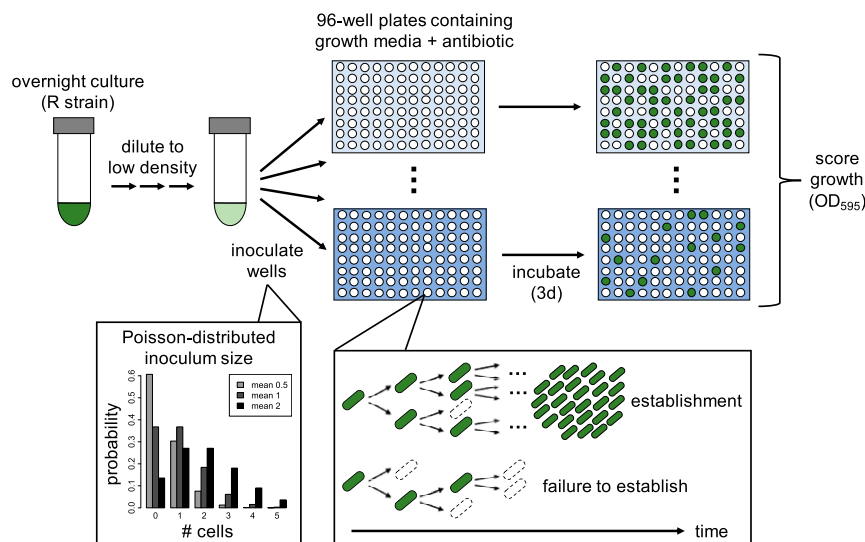 96-well plates containing
growth media + antibiotic
overnight culture
(R strain)
dilute to
low density
inoculate
wells
incubate
(3d)
score
growth
(OD595)
Poisson-distributed
inoculum size
probability
0.0 0.1 0.2 0.3 0.4 0.5 0.6
mean 0.5
mean 1
mean 2
0 1 2 3 4 5
# cells
establishment
failure to establish
time